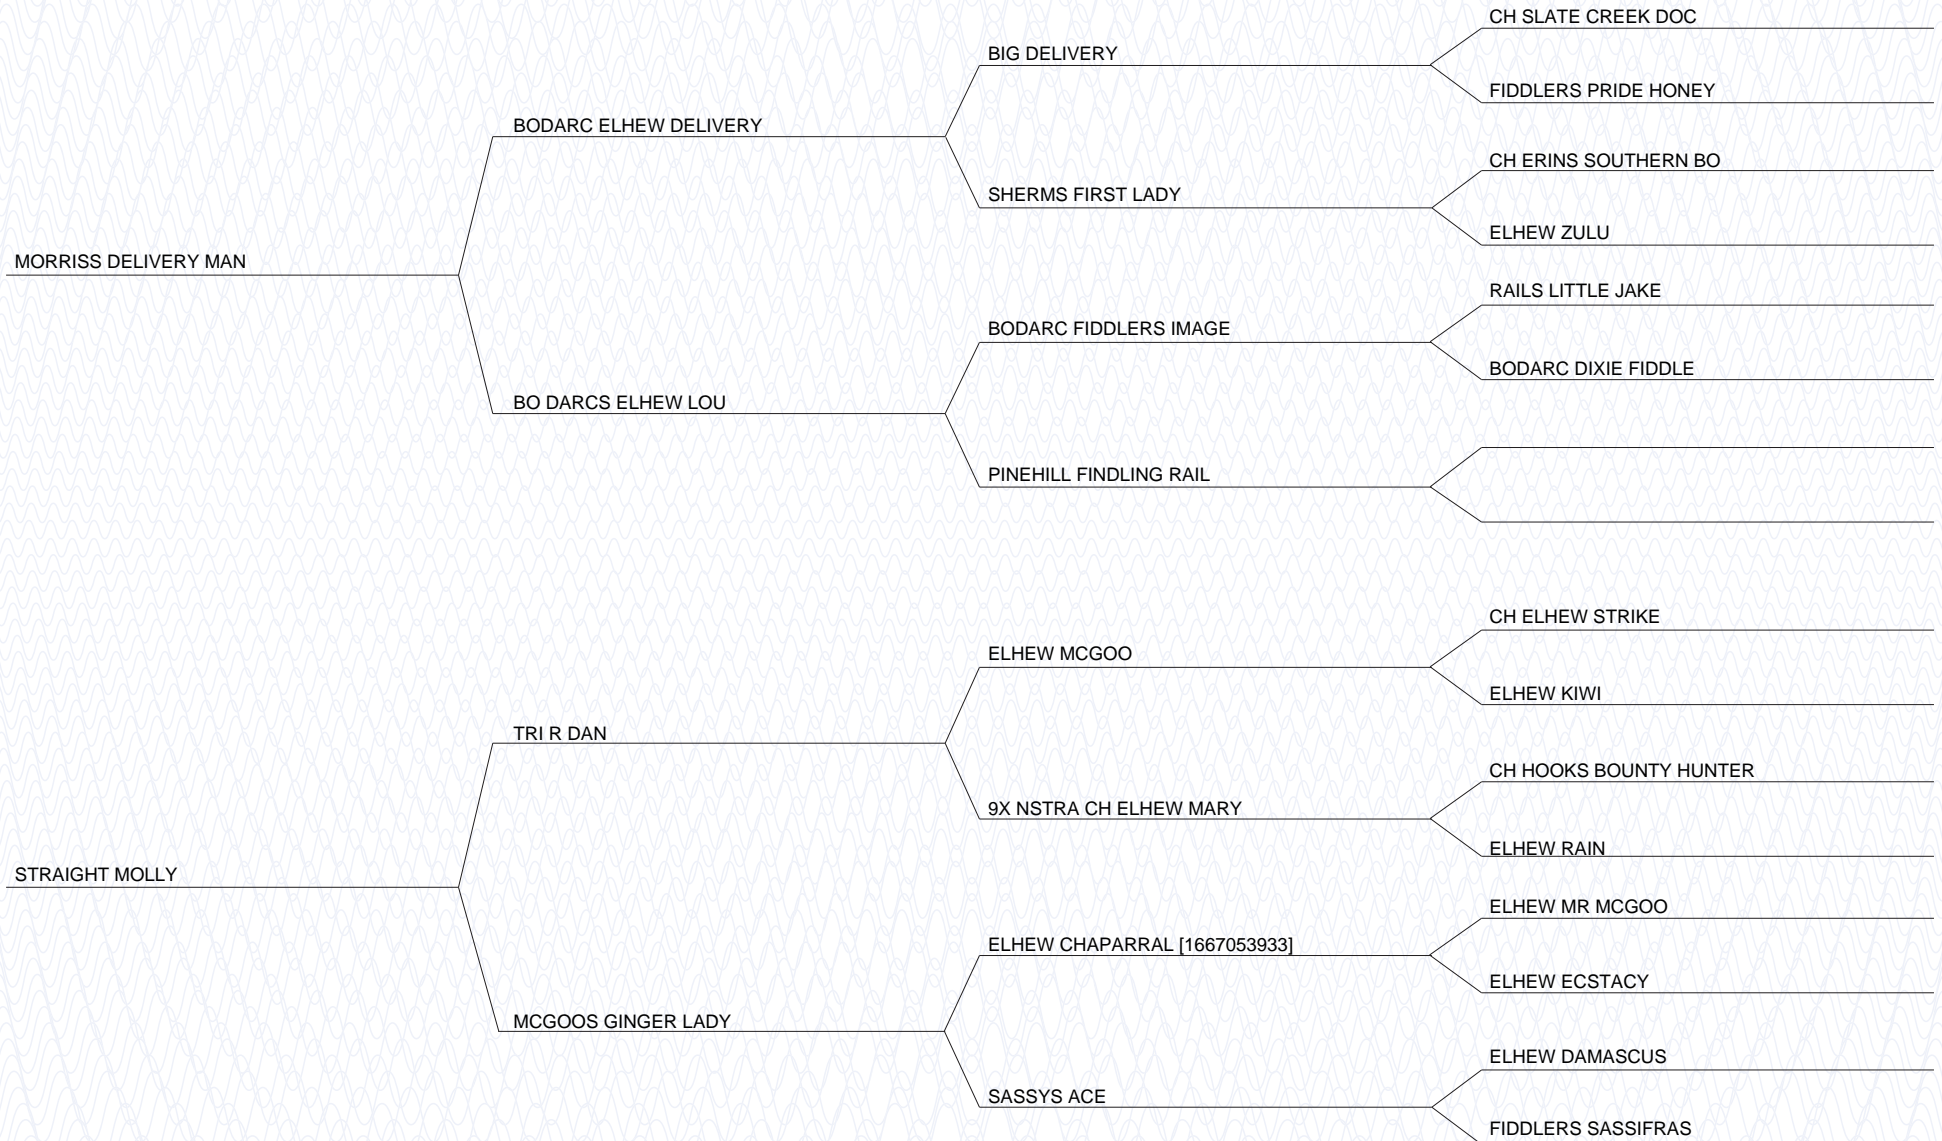 CH SLATE CREEK DOC
BIG DELIVERY
FIDDLERS PRIDE HONEY
BODARC ELHEW DELIVERY
CH ERINS SOUTHERN BO
SHERMS FIRST LADY
ELHEW ZULU
MORRISS DELIVERY MAN
RAILS LITTLE JAKE
BODARC FIDDLERS IMAGE
BODARC DIXIE FIDDLE
BO DARCS ELHEW LOU
PINEHILL FINDLING RAIL
CH ELHEW STRIKE
ELHEW MCGOO
ELHEW KIWI
TRI R DAN
CH HOOKS BOUNTY HUNTER
9X NSTRA CH ELHEW MARY
ELHEW RAIN
STRAIGHT MOLLY
ELHEW MR MCGOO
ELHEW CHAPARRAL [1667053933]
ELHEW ECSTACY
MCGOOS GINGER LADY
ELHEW DAMASCUS
SASSYS ACE
FIDDLERS SASSIFRAS